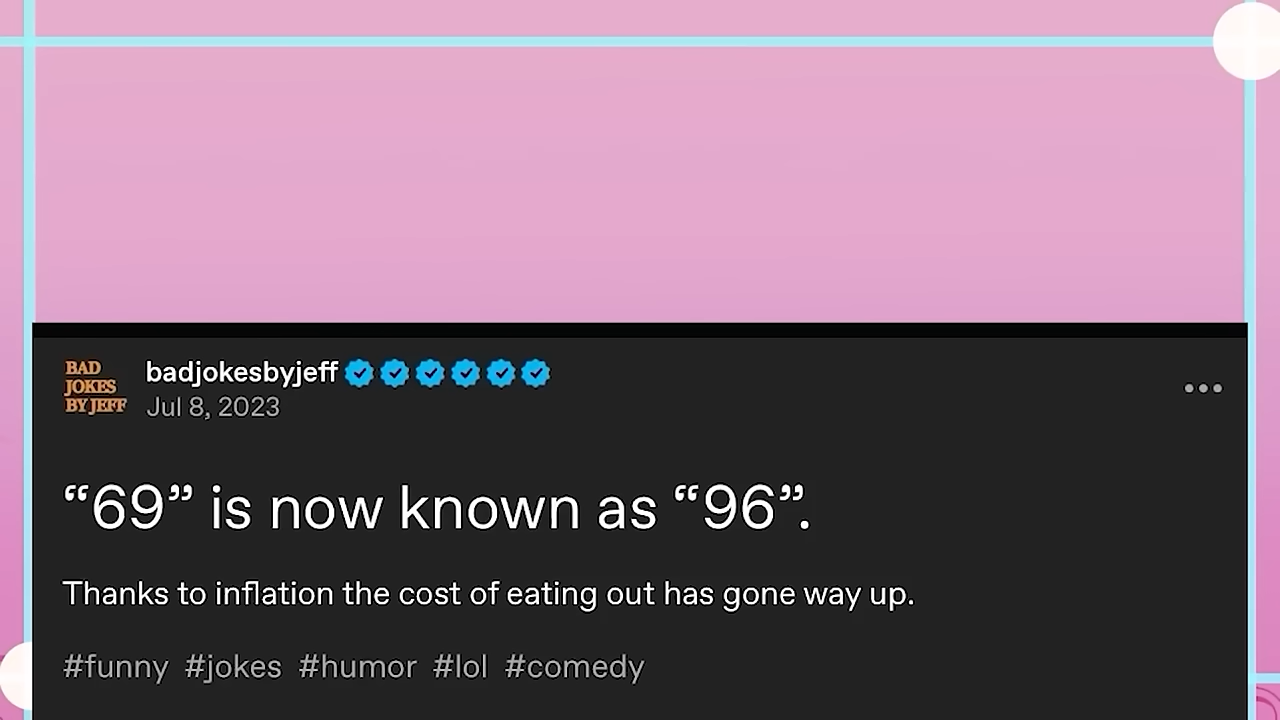 BAD
JOKES
BY JEFF
badjokesbyjeff
Jul 8, 2023
“69” is now known as “96”.
Thanks to inflation the cost of eating out has gone way up.
#funny #jokes #humor #lol #comedy